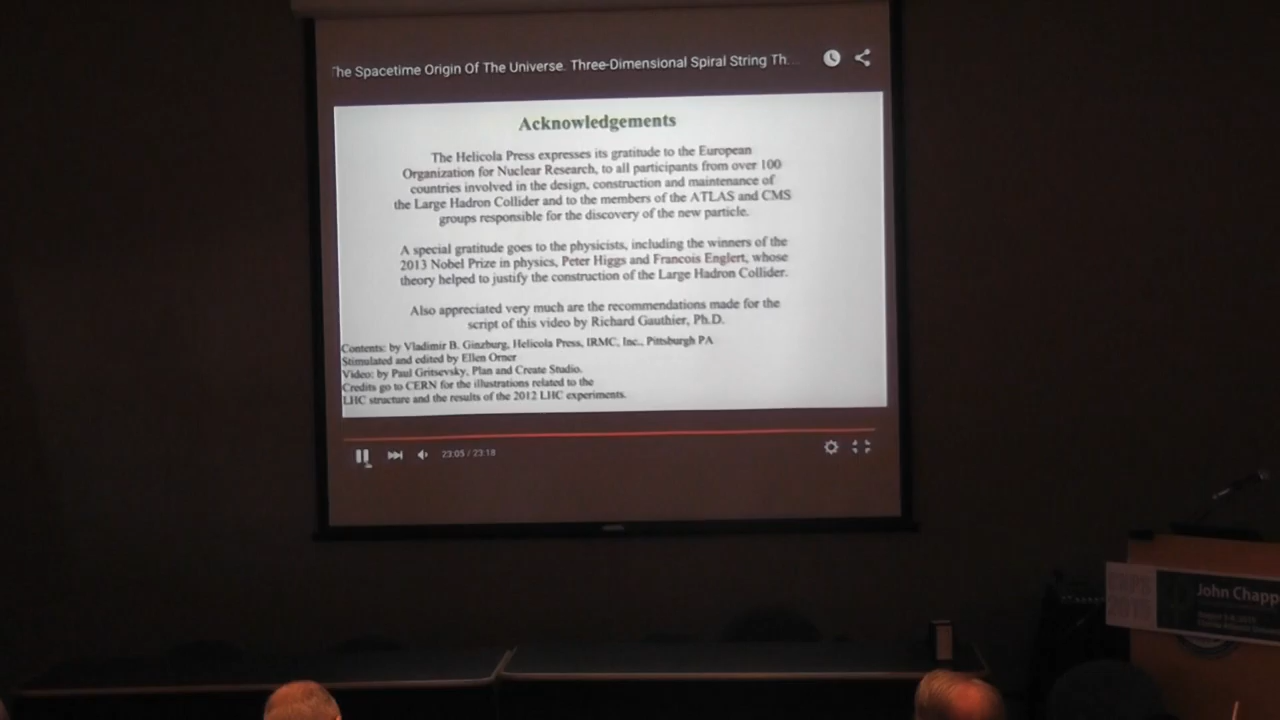 The Spacetime Origin Of The Universe. Three-Dimensional Spiral String Th...
Acknowledgements
The Helicola Press expresses its gratitude to the European
Organization for Nuclear Research, to all participants from over 100
countries involved in the design, construction and maintenance of
the Large Hadron Collider and to the members of the ATLAS and CMS
groups responsible for the discovery of the new particle.
A special gratitude goes to the physicists, including the winners of the
2013 Nobel Prize in physics, Peter Higgs and Francois Englert, whose
theory helped to justify the construction of the Large Hadron Collider.
Also appreciated very much are the recommendations made for the
script of this video by Richard Gauthier, Ph.D.
Contents: by Vladimir B. Ginzburg, Helicola Press, IRMC, Inc., Pittsburgh PA
Stimulated and edited by Ellen Orner
Video: by Paul Gritsevsky, Plan and Create Studio.
Credits go to CERN for the illustrations related to the
LHC structure and the results of the 2012 LHC experiments.
23:05 / 23:18
John Chapp